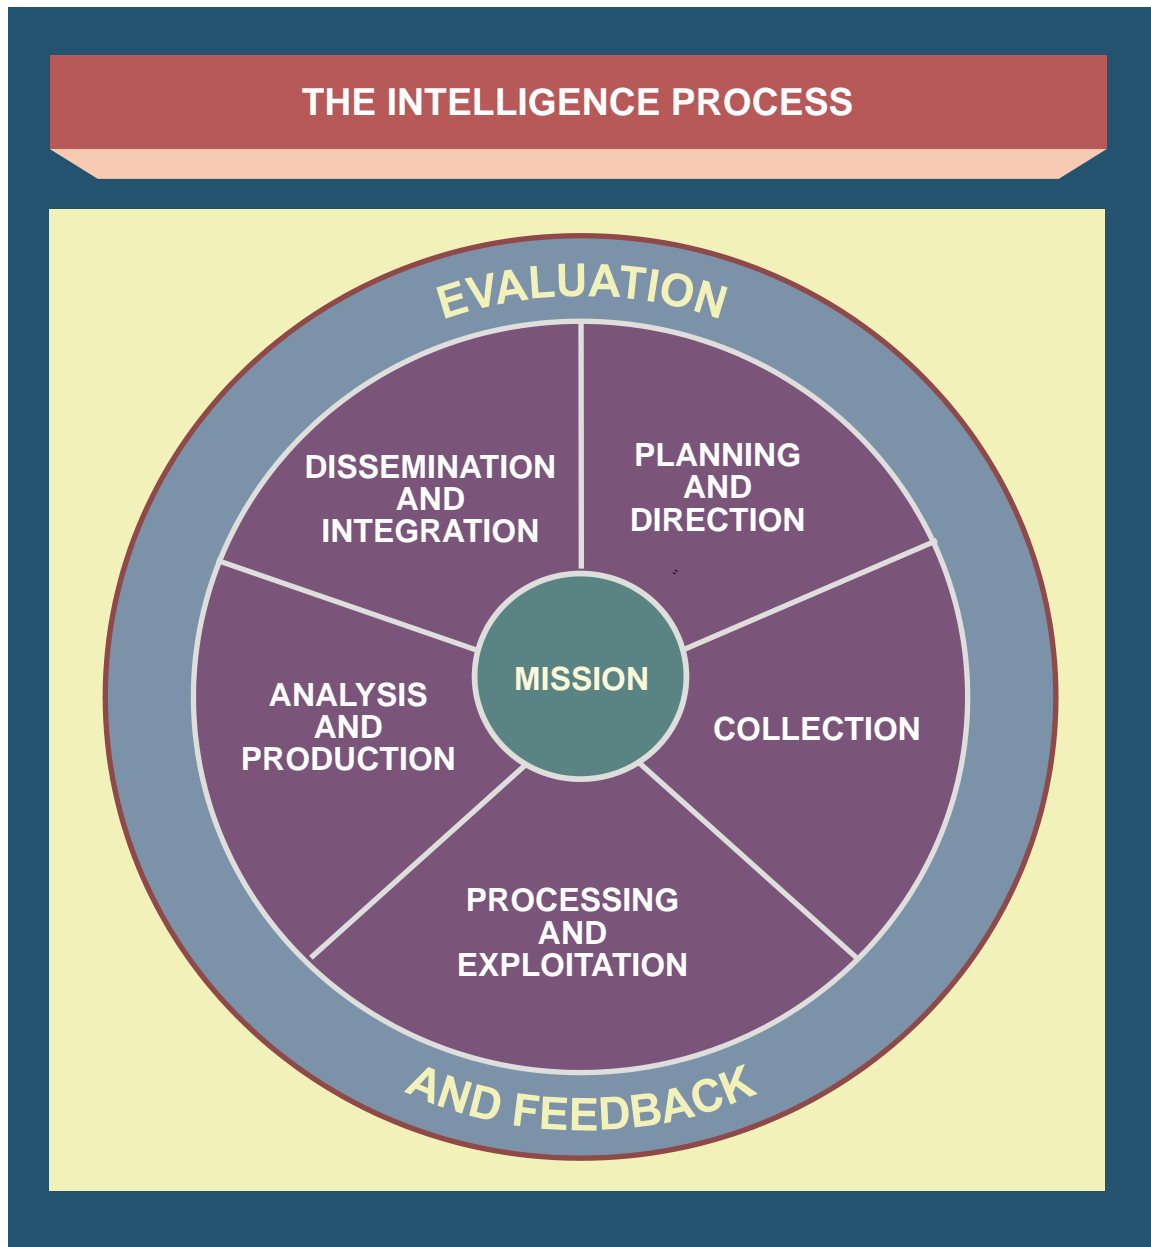 THE INTELLIGENCE PROCESS
EVALUATION
DISSEMINATION
AND
INTEGRATION
PLANNING
AND
DIRECTION
MISSION
ANALYSIS
AND
PRODUCTION
COLLECTION
PROCESSING
AND
EXPLOITATION
AND FEEDBACK